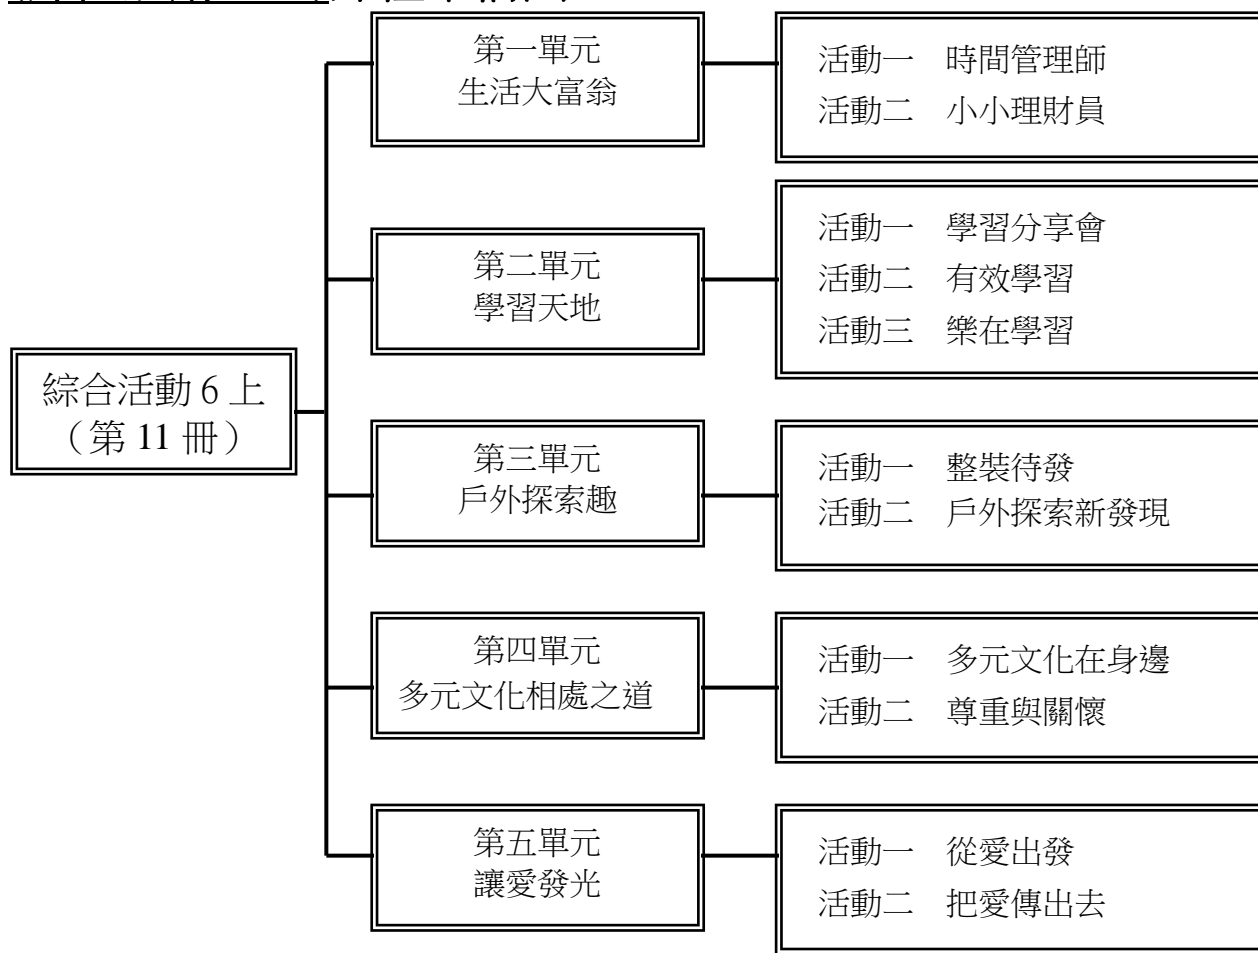 綜合活動 6 上
（第 11 冊）
第一單元
生活大富翁
活動一　時間管理師
活動二　小小理財員
第二單元
學習天地
活動一　學習分享會
活動二　有效學習
活動三　樂在學習
第三單元
戶外探索趣
活動一　整裝待發
活動二　戶外探索新發現
第四單元
多元文化相處之道
活動一　多元文化在身邊
活動二　尊重與關懷
第五單元
讓愛發光
活動一　從愛出發
活動二　把愛傳出去